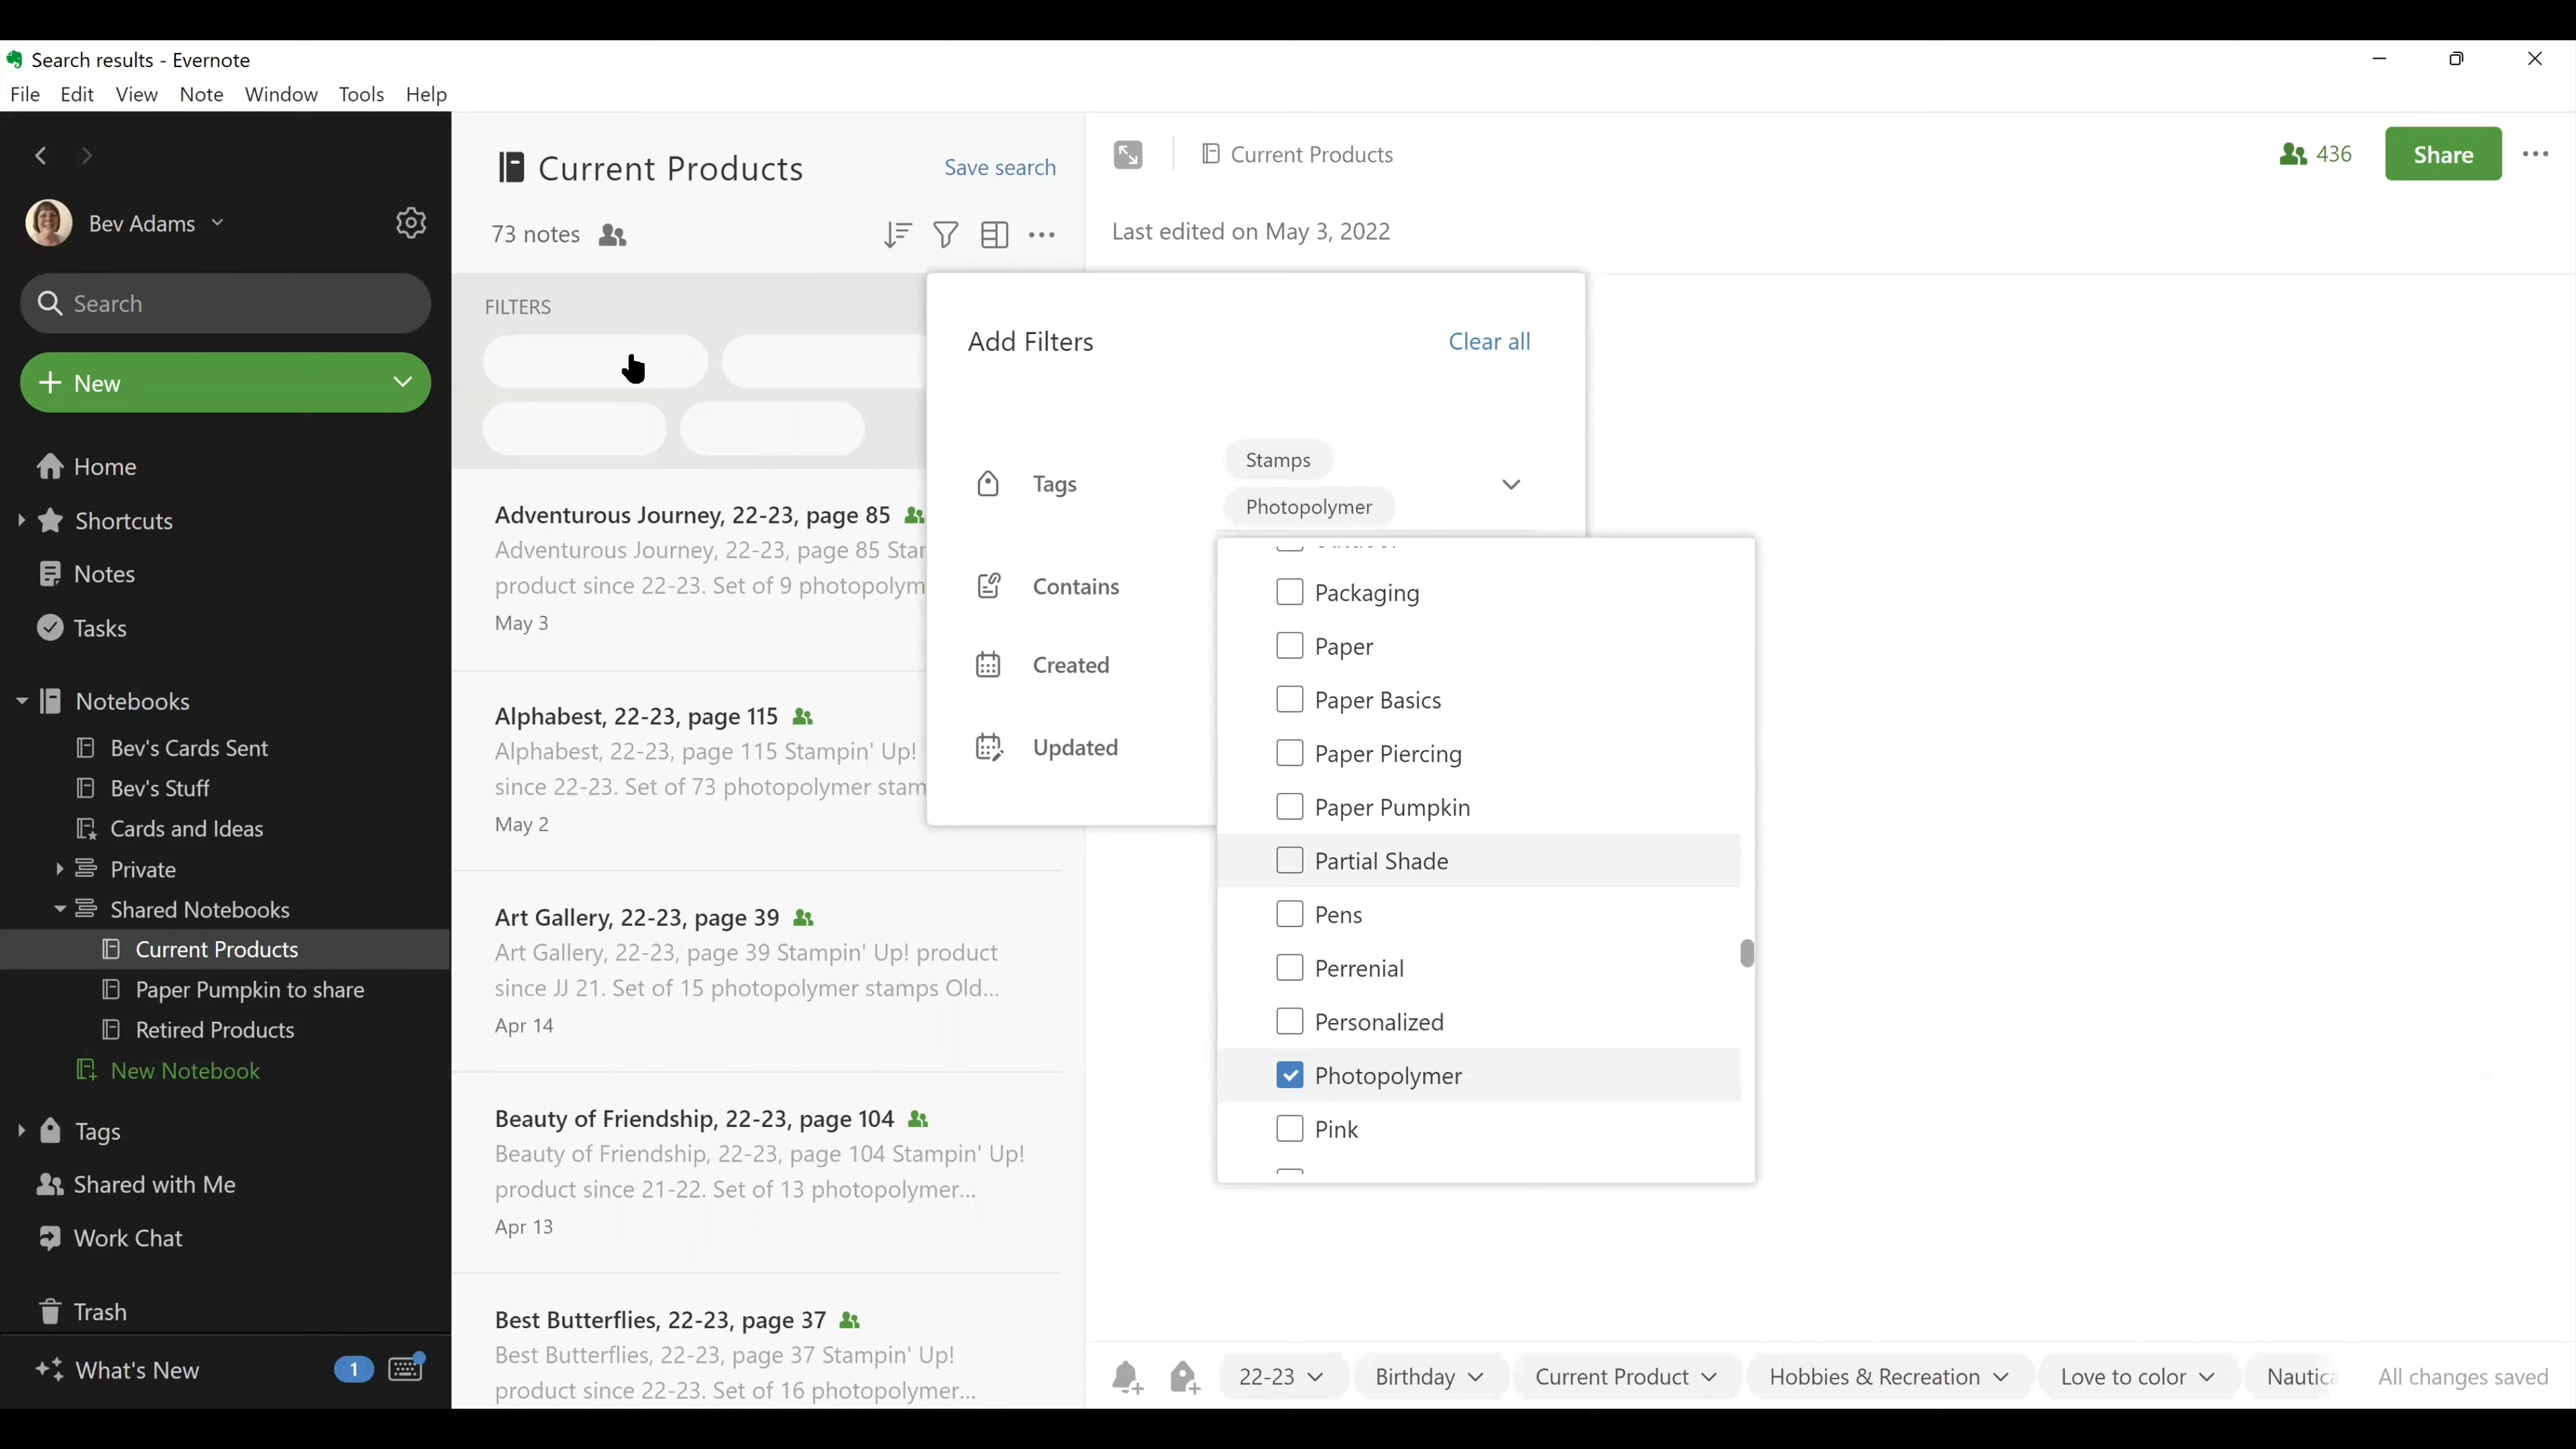 Search results - Evernote
File Edit View Note Window Tools Help
Bev Adams
Search
New
Home
Shortcuts
Notes
Tasks
Notebooks
Bev's Cards Sent
Bev's Stuff
Cards and Ideas
Private
Shared Notebooks
Current Products
Paper Pumpkin to share
Retired Products
New Notebook
Tags
Shared with Me
Work Chat
Trash
What's New 1
Current Products Save search
73 notes
FILTERS
Adventurous Journey, 22-23, page 85
Adventurous Journey, 22-23, page 85
product since 22-23. Set of 9
May 3
Alphabest, 22-23, page 115
Alphabest, 22-23, page 115 Stampin' Up!
since 22-23. Set of 73 photopolymer
May 2
Art Gallery, 22-23, page 39
Art Gallery, 22-23, page 39 Stampin' Up! product
since JJ 21. Set of 15 photopolymer stamps Old...
Apr 14
Beauty of Friendship, 22-23, page 104
Beauty of Friendship, 22-23, page 104 Stampin' Up!
product since 21-22. Set of 13 photopolymer...
Apr 13
Best Butterflies, 22-23, page 37
Best Butterflies, 22-23, page 37 Stampin' Up!
product since 22-23. Set of 16 photopolymer...
Current Products
436 Share
Last edited on May 3, 2022
Add Filters Clear all
Tags
Stamps
Photopolymer
Contains
Created
Updated
Packaging
Paper
Paper Basics
Paper Piercing
Paper Pumpkin
Partial Shade
Pens
Perrenial
Personalized
Photopolymer
Pink
22-23 Birthday Current Product Hobbies & Recreation Love to color All changes saved